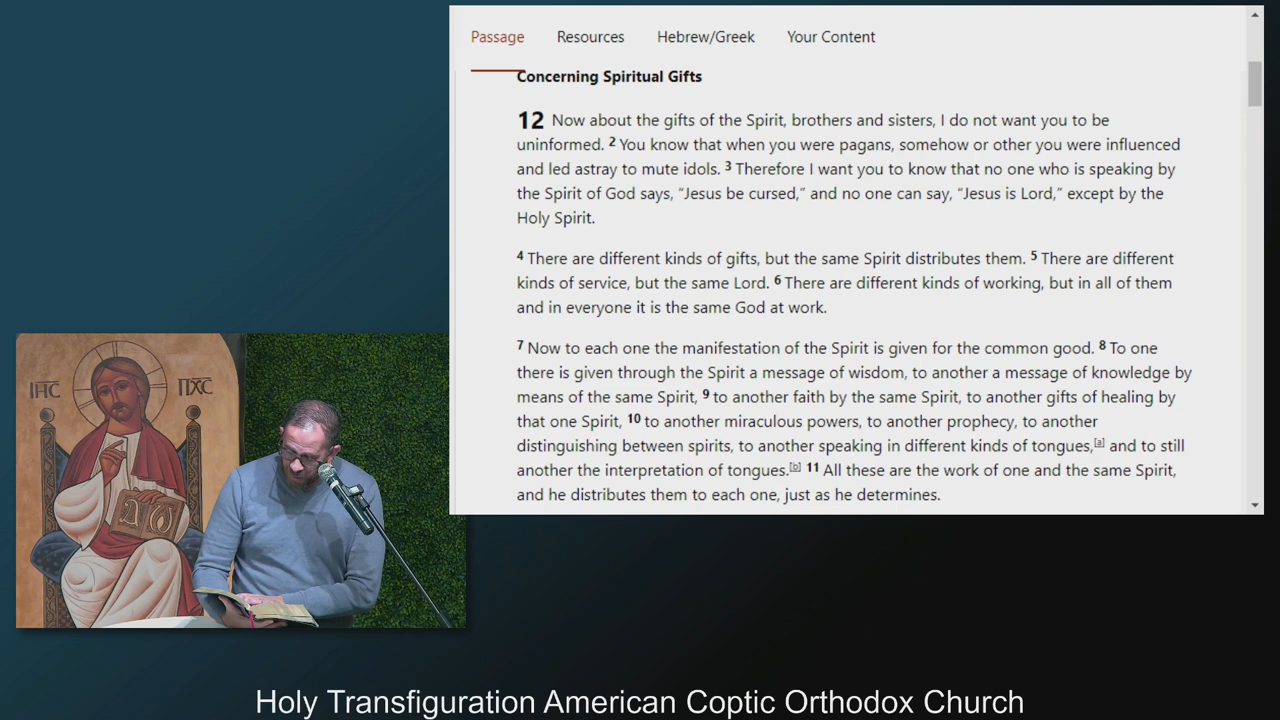 Passage Resources Hebrew/Greek Your Content
Concerning Spiritual Gifts
12 Now about the gifts of the Spirit, brothers and sisters, I do not want you to be
uninformed. 2 You know that when you were pagans, somehow or other you were influenced
and led astray to mute idols. 3 Therefore I want you to know that no one who is speaking by
the Spirit of God says, “Jesus be cursed,” and no one can say, “Jesus is Lord,” except by the
Holy Spirit.
4 There are different kinds of gifts, but the same Spirit distributes them. 5 There are different
kinds of service, but the same Lord. 6 There are different kinds of working, but in all of them
and in everyone it is the same God at work.
7 Now to each one the manifestation of the Spirit is given for the common good. 8 To one
there is given through the Spirit a message of wisdom, to another a message of knowledge by
means of the same Spirit, 9 to another faith by the same Spirit, to another gifts of healing by
that one Spirit, 10 to another miraculous powers, to another prophecy, to another
distinguishing between spirits, to another speaking in different kinds of tongues,[a] and to still
another the interpretation of tongues.[b] 11 All these are the work of one and the same Spirit,
and he distributes them to each one, just as he determines.
ΙΗС ΠΧС
Holy Transfiguration American Coptic Orthodox Church